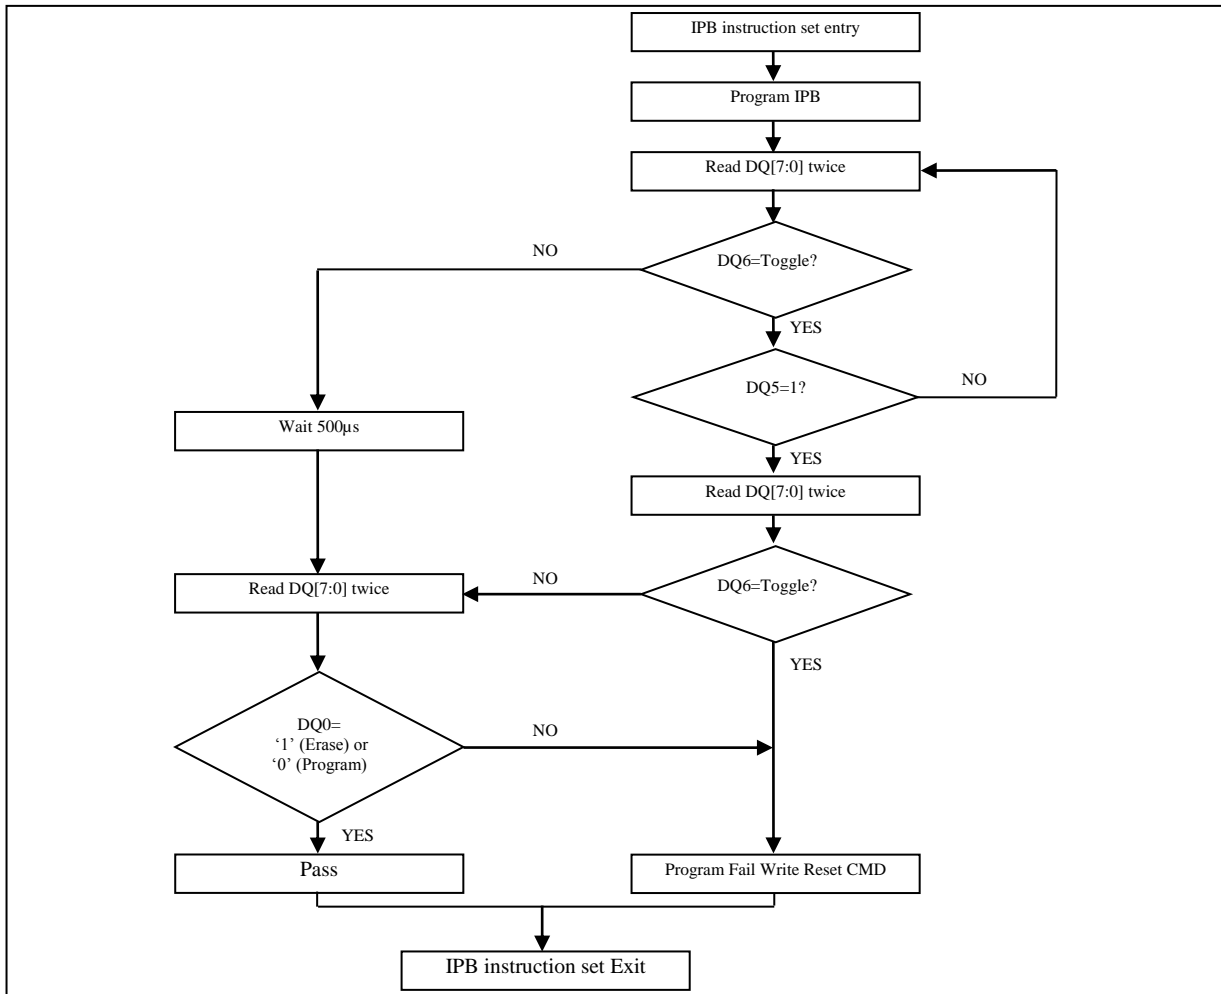 IPB instruction set entry
Program IPB
Read DQ[7:0] twice
DQ6=Toggle?
NO
YES
DQ5=1?
NO
Wait 500µs
YES
Read DQ[7:0] twice
DQ6=Toggle?
NO
Read DQ[7:0] twice
YES
DQ0=
‘1’ (Erase) or
‘0’ (Program)
NO
YES
Pass
Program Fail Write Reset CMD
IPB instruction set Exit